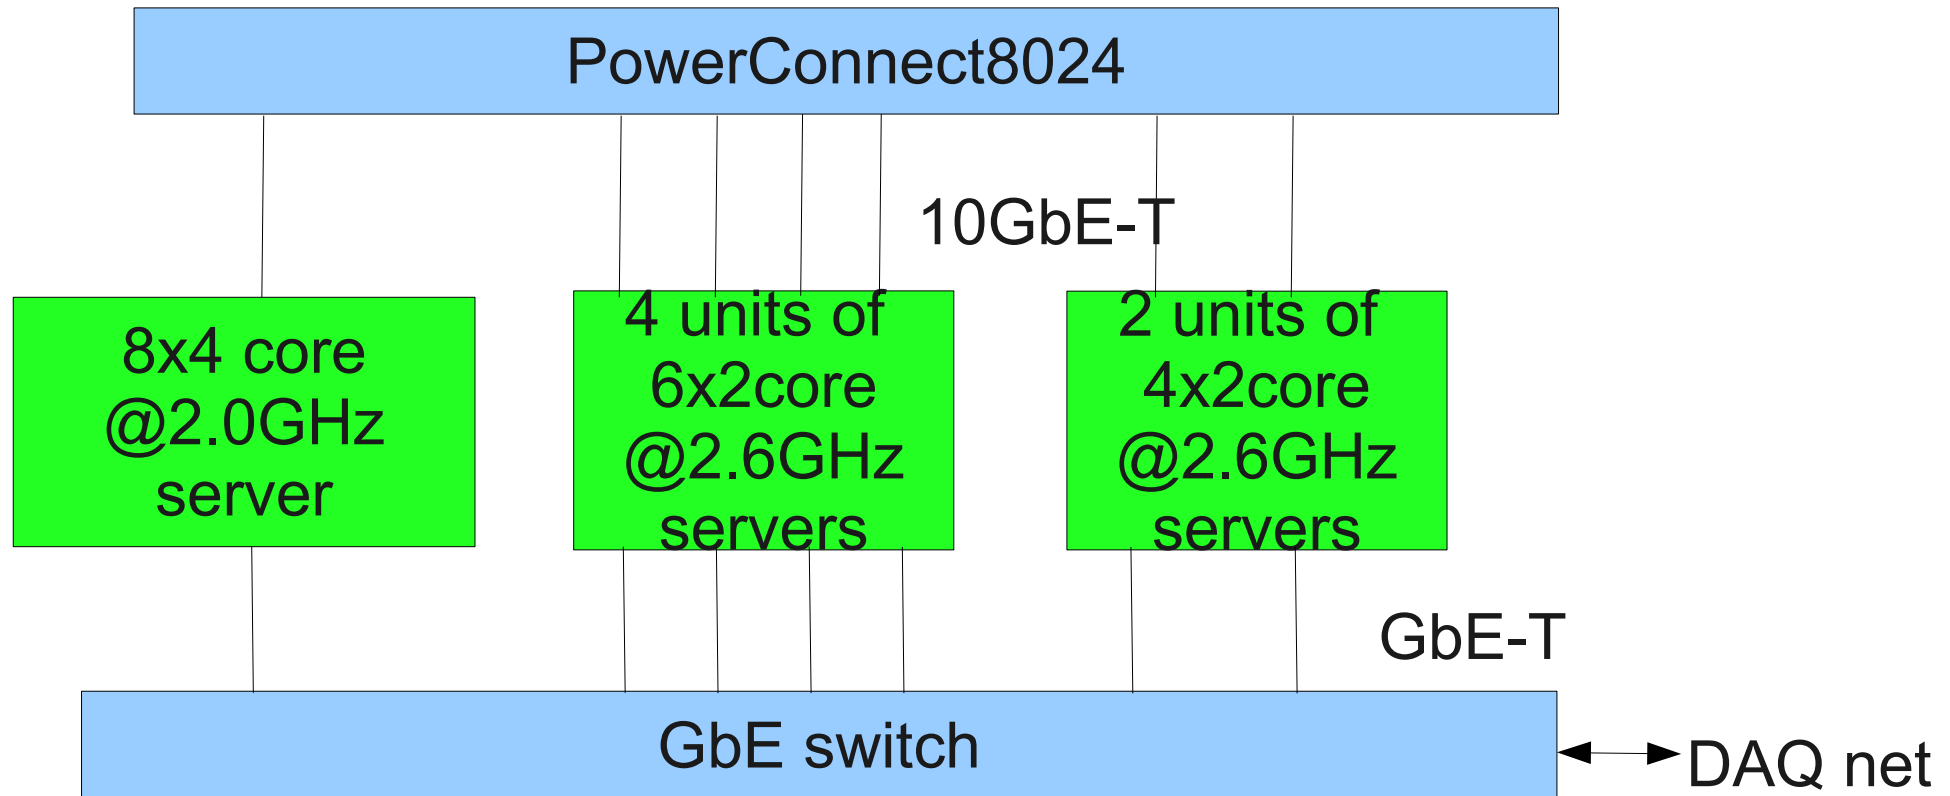 PowerConnect8024
10GbE-T
8x4 core
@2.0GHz
server
4 units of
6x2core
@2.6GHz
servers
2 units of
4x2core
@2.6GHz
servers
GbE-T
GbE switch
DAQ net